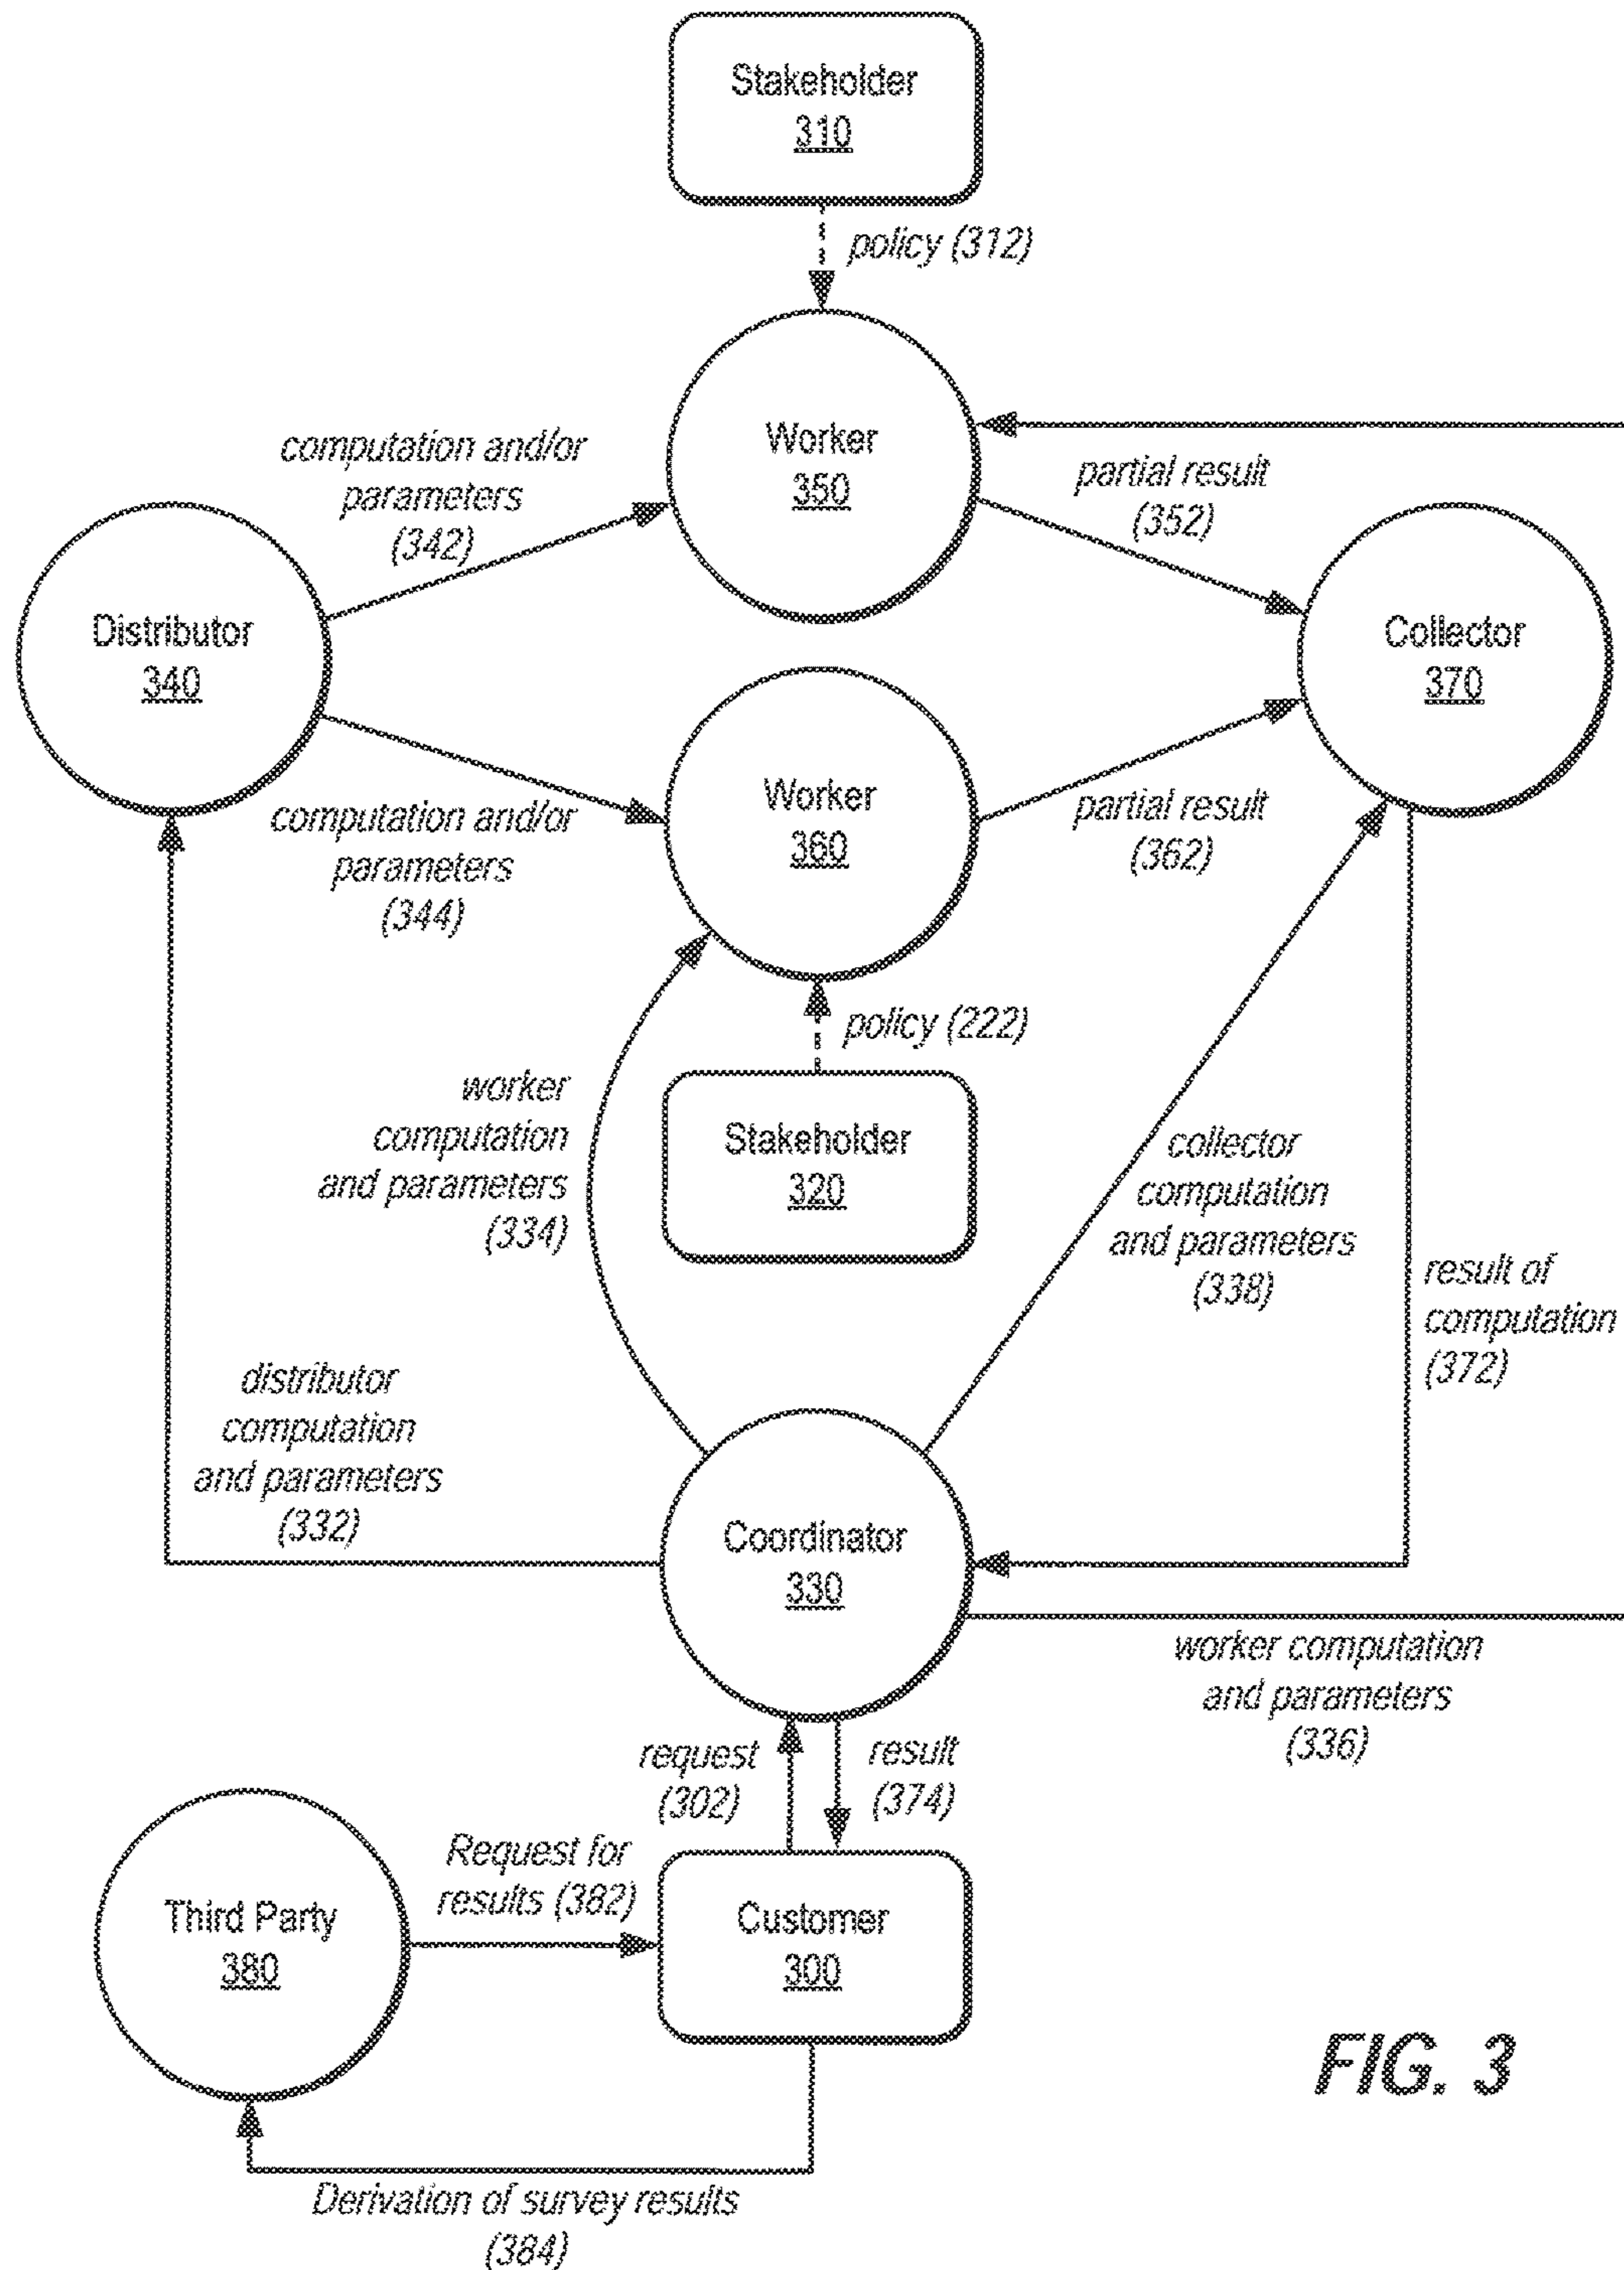 Stakeholder
310
policy (312)
Worker
350
computation and/or
parameters
(342)
partial result
(352)
Distributor
340
Collector
370
Worker
360
computation and/or
parameters
(344)
partial result
(362)
policy (222)
worker
computation
and parameters
(334)
Stakeholder
320
collector
computation
and parameters
(338)
result of
computation
(372)
distributor
computation
and parameters
(332)
Coordinator
330
worker computation
and parameters
(336)
request
(302)
result
(374)
Request for
results (382)
Third Party
380
Customer
300
FIG. 3
Derivation of survey results
(384)